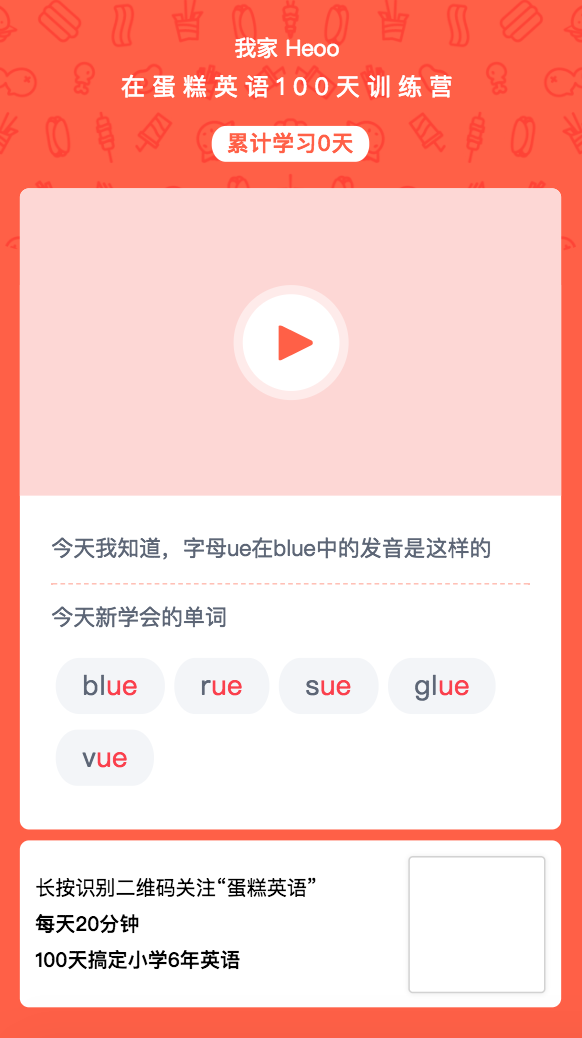 我家 Heoo
在蛋糕英语100天训练营
累计学习0天
今天我知道，字母ue在blue中的发音是这样的
今天新学会的单词
blue rue sue glue
vue
长按识别二维码关注“蛋糕英语”
每天20分钟
100天搞定小学6年英语